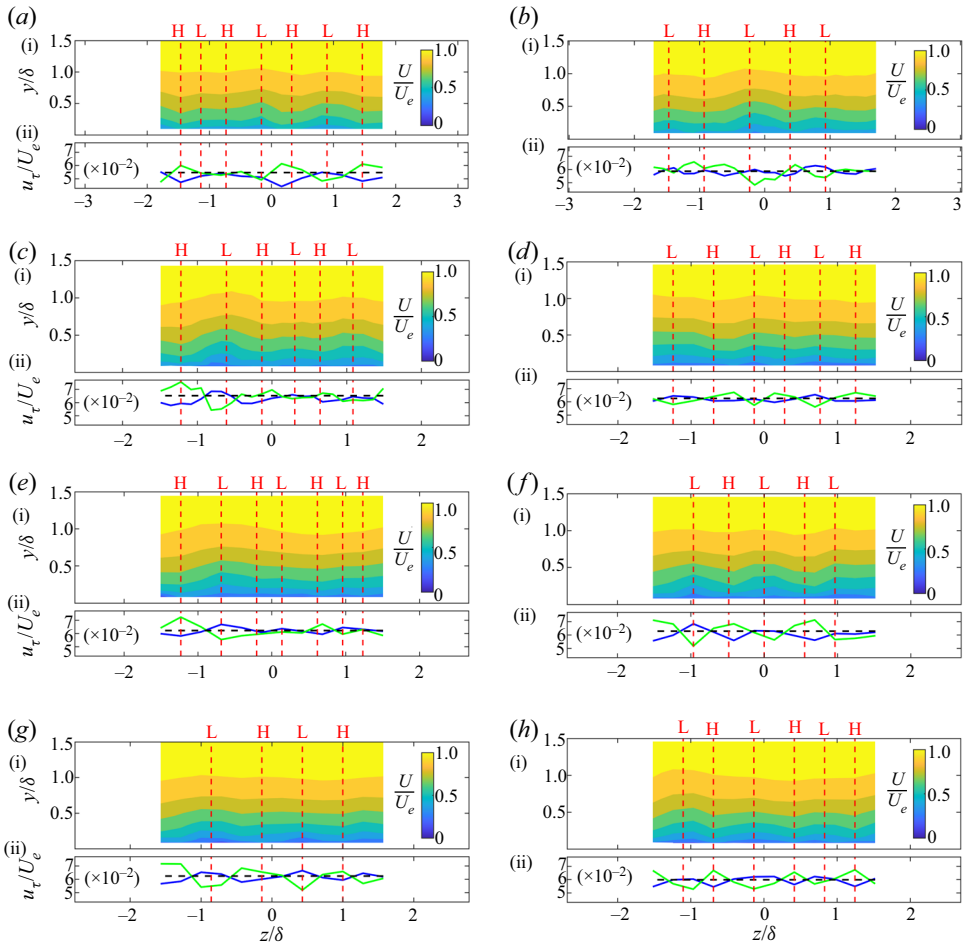 (a) H L H L H L H
(i) 1.5 1.0 0.5 y/δ U/U_e 1.0 0.5 0
(ii) u_τ/U_e 7 6 5 (×10⁻²)
−3 −2 −1 0 1 2 3
(b) L H L H L
(i) 1.5 1.0 0.5 U/U_e 1.0 0.5 0
(ii) 7 6 5 (×10⁻²)
−3 −2 −1 0 1 2 3
(c) H L H L H L
(i) 1.5 1.0 0.5 y/δ U/U_e 1.0 0.5 0
(ii) u_τ/U_e 7 6 5 (×10⁻²)
−2 −1 0 1 2
(d) L H L H L H
(i) 1.5 1.0 0.5 U/U_e 1.0 0.5 0
(ii) 7 6 5 (×10⁻²)
−2 −1 0 1 2
(e) H L H L H L H
(i) 1.5 1.0 0.5 y/δ U/U_e 1.0 0.5 0
(ii) u_τ/U_e 7 6 5 (×10⁻²)
−2 −1 0 1 2
(f) L H L H L
(i) 1.5 1.0 0.5 U/U_e 1.0 0.5 0
(ii) 7 6 5 (×10⁻²)
−2 −1 0 1 2
(g) L H L H
(i) 1.5 1.0 0.5 y/δ U/U_e 1.0 0.5 0
(ii) u_τ/U_e 7 6 5 (×10⁻²)
−2 −1 0 1 2
z/δ
(h) L H L H L H
(i) 1.5 1.0 0.5 U/U_e 1.0 0.5 0
(ii) 7 6 5 (×10⁻²)
−2 −1 0 1 2
z/δ